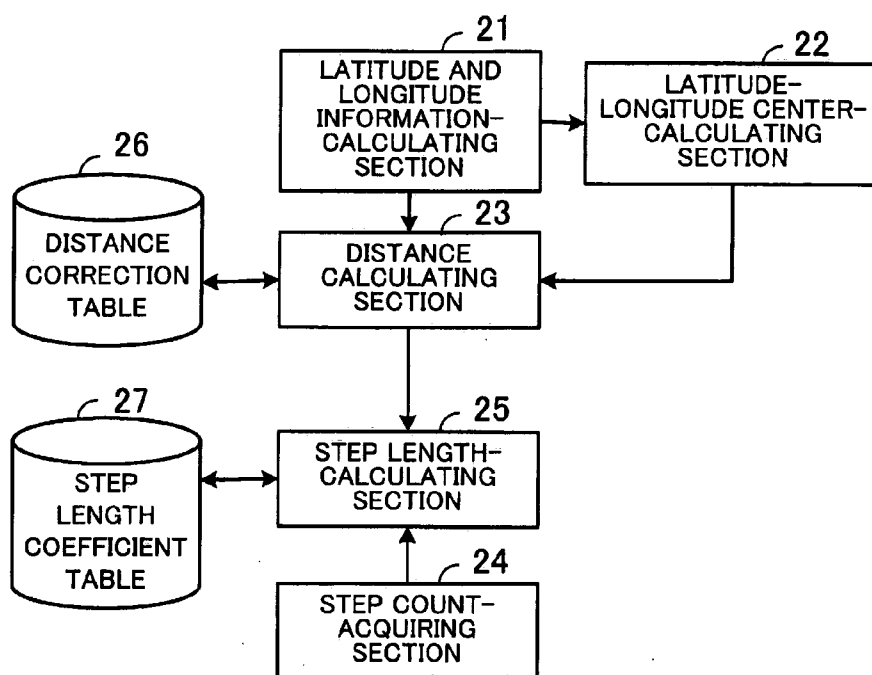 21
LATITUDE AND
LONGITUDE
INFORMATION-
CALCULATING
SECTION
22
LATITUDE-
LONGITUDE CENTER-
CALCULATING
SECTION
26
DISTANCE
CORRECTION
TABLE
23
DISTANCE
CALCULATING
SECTION
27
STEP
LENGTH
COEFFICIENT
TABLE
25
STEP LENGTH-
CALCULATING
SECTION
24
STEP COUNT-
ACQUIRING
SECTION